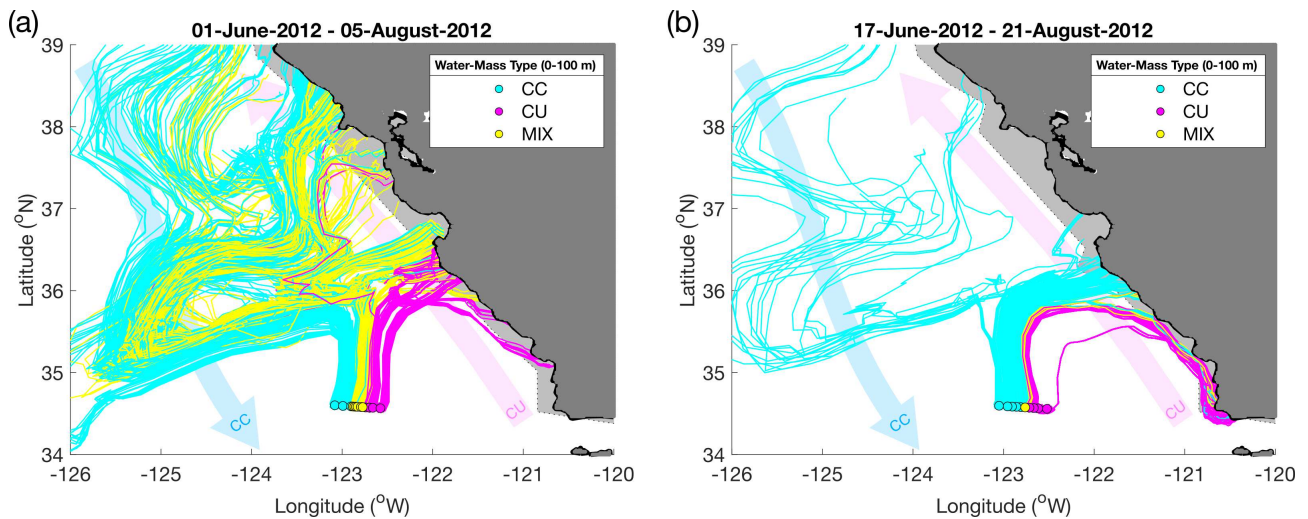 (a)
01-June-2012 - 05-August-2012
Water-Mass Type (0-100 m)
CC
CU
MIX
39
38
37
36
35
34
Latitude (°N)
CC
CU
-126
-125
-124
-123
-122
-121
-120
Longitude (°W)
(b)
17-June-2012 - 21-August-2012
Water-Mass Type (0-100 m)
CC
CU
MIX
39
38
37
36
35
34
Latitude (°N)
CC
CU
-126
-125
-124
-123
-122
-121
-120
Longitude (°W)